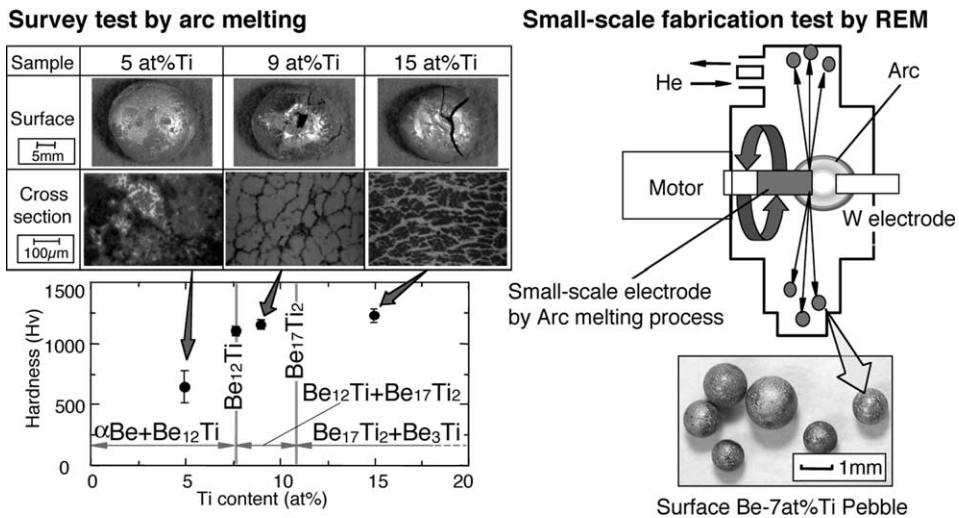 Survey test by arc melting
Sample
5 at%Ti
9 at%Ti
15 at%Ti
Surface
5mm
Cross
section
100μm
Hardness (Hv)
1500
1000
500
0
Be12Ti
Be17Ti2
Be12Ti+Be17Ti2
αBe+Be12Ti
Be17Ti2+Be3Ti
0
5
10
15
20
Ti content (at%)
Small-scale fabrication test by REM
He
Arc
Motor
W electrode
Small-scale electrode
by Arc melting process
1mm
Surface Be-7at%Ti Pebble